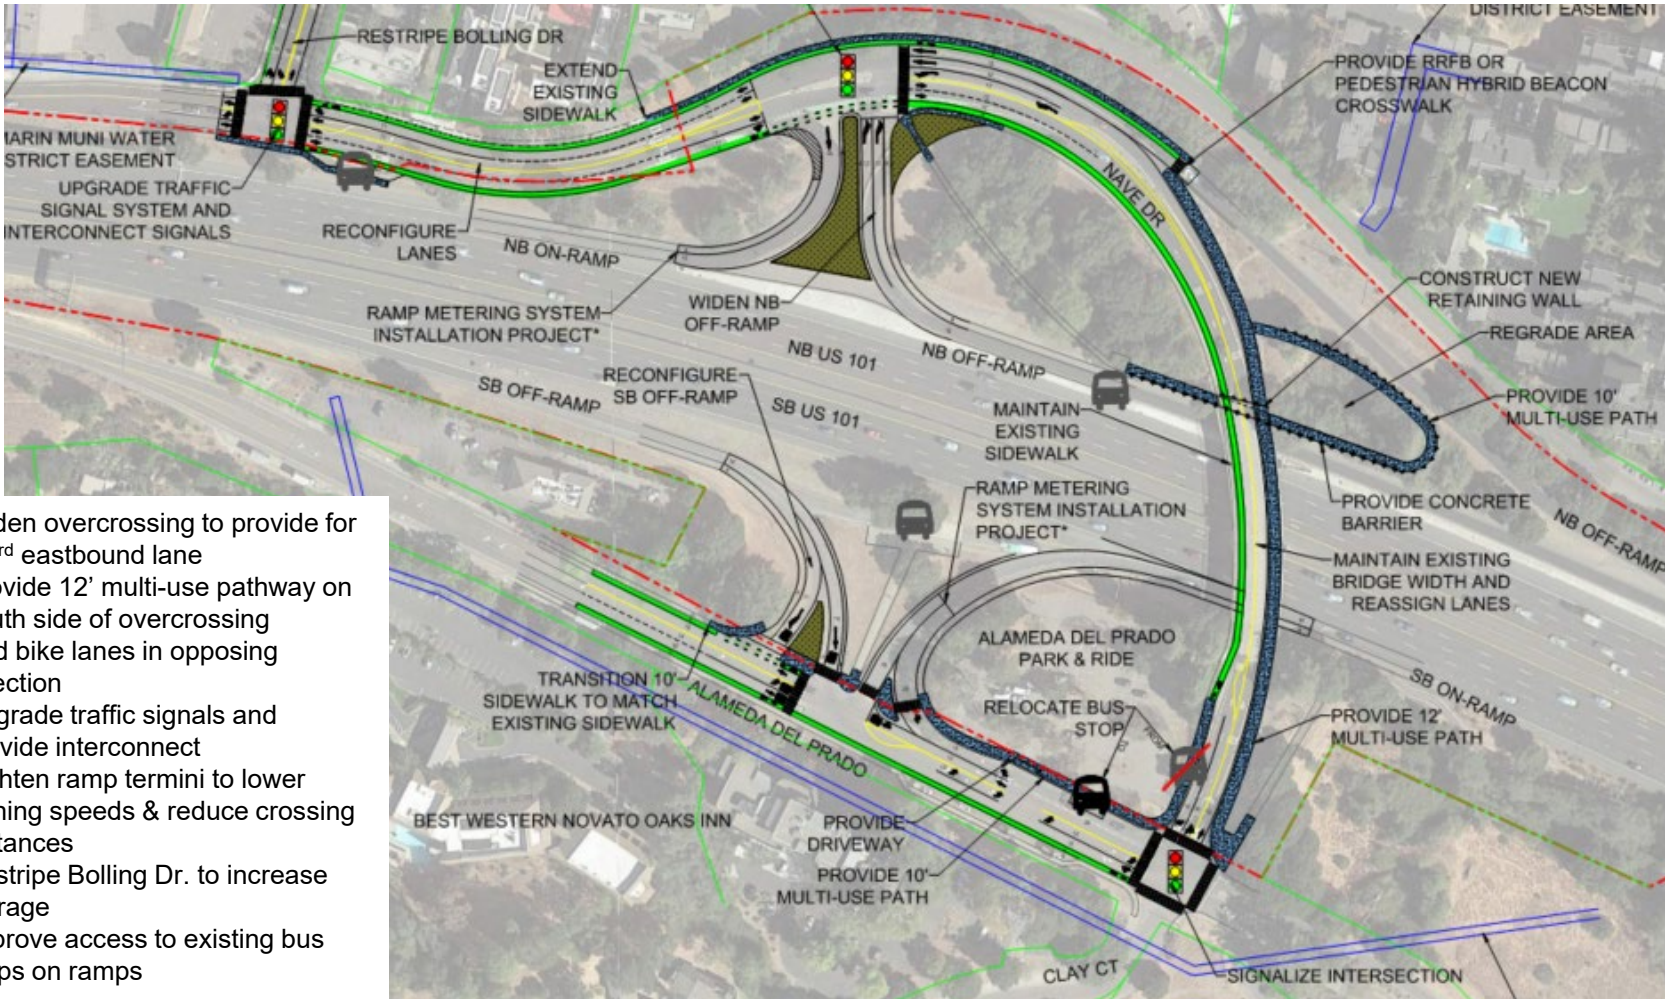 DISTRICT EASEMENT
RESTRIPE BOLLING DR
EXTEND
EXISTING
SIDEWALK
PROVIDE RRFB OR
PEDESTRIAN HYBRID BEACON
CROSSWALK
MARIN MUNI WATER
STRICT EASEMENT
UPGRADE TRAFFIC
SIGNAL SYSTEM AND
INTERCONNECT SIGNALS
RECONFIGURE
LANES
NB ON-RAMP
NAVE DR
RAMP METERING SYSTEM
INSTALLATION PROJECT*
WIDEN NB
OFF-RAMP
CONSTRUCT NEW
RETAINING WALL
REGRADE AREA
NB US 101
NB OFF-RAMP
SB OFF-RAMP
RECONFIGURE
SB OFF-RAMP
SB US 101
MAINTAIN
EXISTING
SIDEWALK
PROVIDE 10'
MULTI-USE PATH
RAMP METERING
SYSTEM INSTALLATION
PROJECT*
PROVIDE CONCRETE
BARRIER
NB OFF-RAMP
MAINTAIN EXISTING
BRIDGE WIDTH AND
REASSIGN LANES
den overcrossing to provide for
rd eastbound lane
ovide 12’ multi-use pathway on
uth side of overcrossing
d bike lanes in opposing
ection
grade traffic signals and
vide interconnect
hten ramp termini to lower
ning speeds & reduce crossing
tances
stripe Bolling Dr. to increase
rage
prove access to existing bus
ps on ramps
ALAMEDA DEL PRADO
PARK & RIDE
TRANSITION 10'
SIDEWALK TO MATCH
EXISTING SIDEWALK
ALAMEDA DEL PRADO
RELOCATE BUS
STOP
FROM
SB ON-RAMP
PROVIDE 12'
MULTI-USE PATH
BEST WESTERN NOVATO OAKS INN
PROVIDE
DRIVEWAY
PROVIDE 10'
MULTI-USE PATH
CLAY CT
SIGNALIZE INTERSECTION